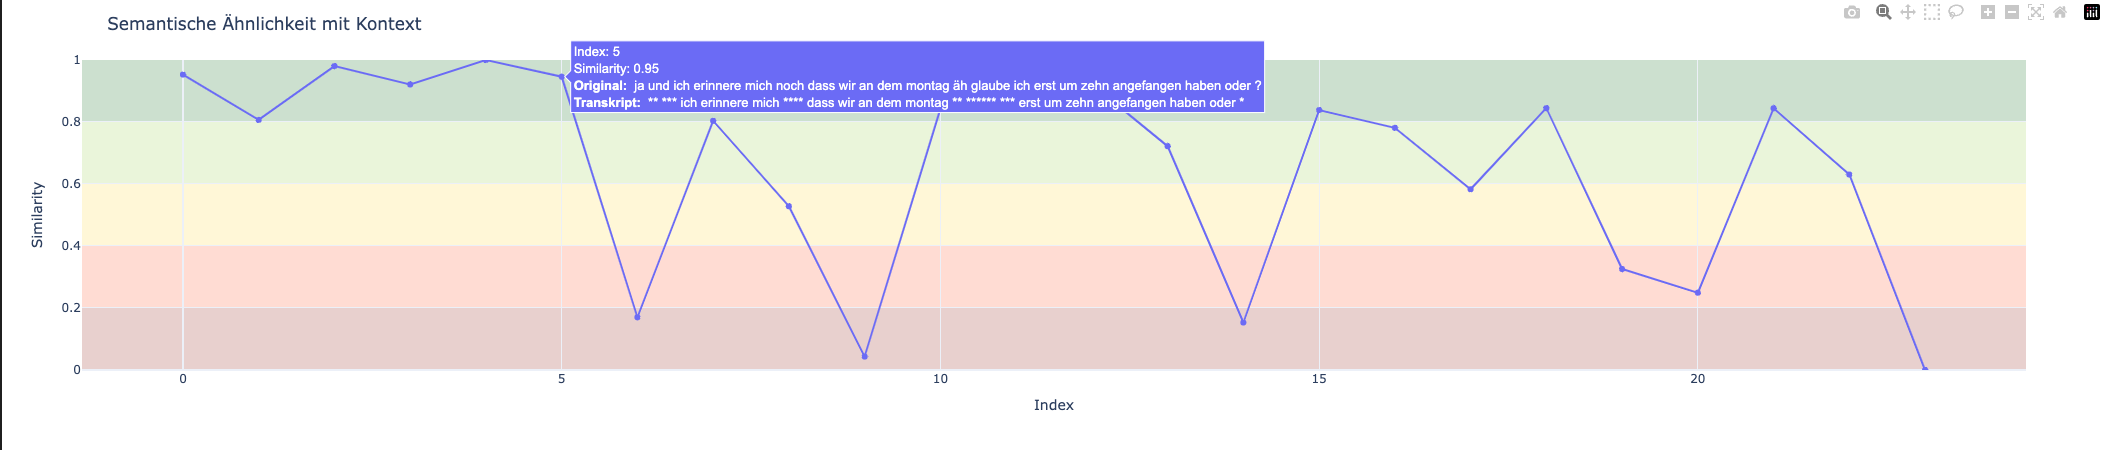 Semantische Ähnlichkeit mit Kontext
Index: 5
Similarity: 0.95
Original: ja und ich erinnere mich noch dass wir an dem montag äh glaube ich erst um zehn angefangen haben oder ?
Transkript: ** *** ich erinnere mich **** dass wir an dem montag ** ****** *** erst um zehn angefangen haben oder *
1
0.8
0.6
0.4
0.2
0
Similarity
0 5 10 15 20
Index